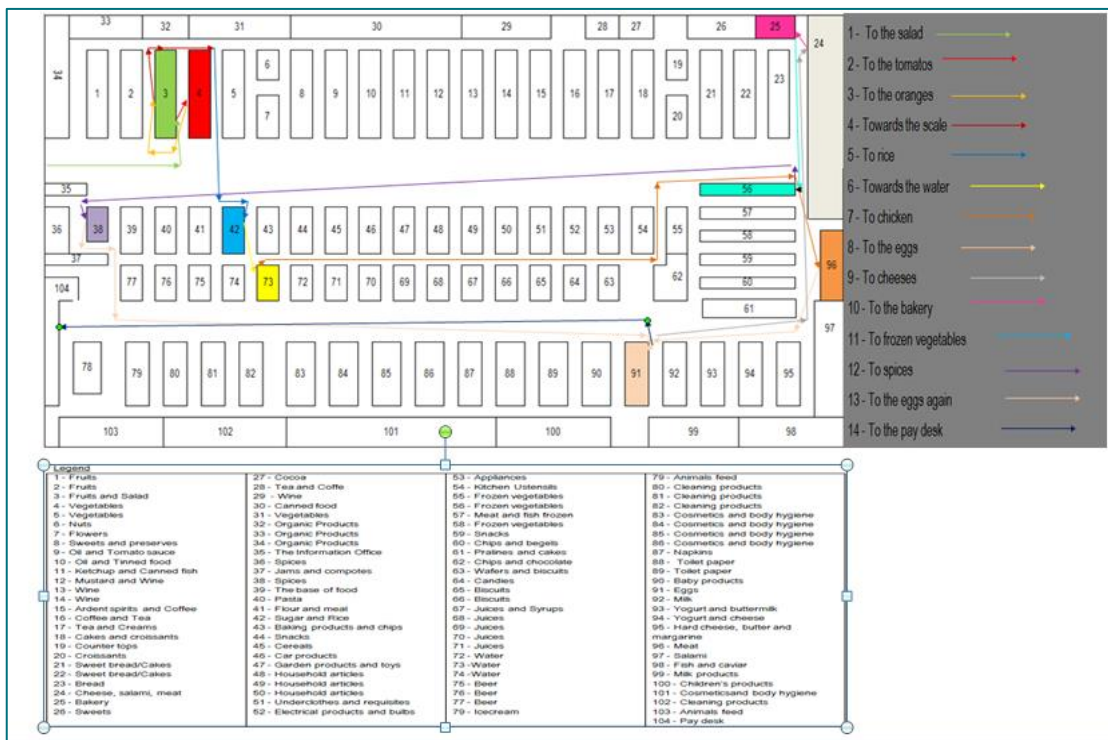 33
32
31
30
29
28
27
26
25
24
34
1
2
3
4
5
6
7
8
9
10
11
12
13
14
15
16
17
18
19
20
21
22
23
35
56
36
38
39
40
41
42
43
44
45
46
47
48
49
50
51
52
53
54
55
57
58
59
60
61
37
104
77
76
75
74
73
72
71
70
69
68
67
66
65
64
63
62
96
97
78
79
80
81
82
83
84
85
86
87
88
89
90
91
92
93
94
95
103
102
101
100
99
98
1 - To the salad
2 - To the tomatos
3 - To the oranges
4 - Towards the scale
5 - To rice
6 - Towards the water
7 - To chicken
8 - To the eggs
9 - To cheeses
10 - To the bakery
11 - To frozen vegetables
12 - To spices
13 - To the eggs again
14 - To the pay desk
Legend
1 - Fruits
2 - Fruits
3 - Fruits and Salad
4 - Vegetables
5 - Vegetables
6 - Nuts
7 - Flowers
8 - Sweets and preserves
9 - Oil and Tomato sauce
10 - Oil and Tinned food
11 - Ketchup and Canned fish
12 - Mustard and Wine
13 - Wine
14 - Wine
15 - Ardent spirits and Coffee
16 - Coffee and Tea
17 - Tea and Creams
18 - Cakes and croissants
19 - Counter tops
20 - Croissants
21 - Sweet bread/Cakes
22 - Sweet bread/Cakes
23 - Bread
24 - Cheese, salami, meat
25 - Bakery
26 - Sweets
27 - Cocoa
28 - Tea and Coffe
29 - Wine
30 - Canned food
31 - Vegetables
32 - Organic Products
33 - Organic Products
34 - Organic Products
35 - The Information Office
36 - Spices
37 - Jams and compotes
38 - Spices
39 - The base of food
40 - Pasta
41 - Flour and meal
42 - Sugar and Rice
43 - Baking products and chips
44 - Snacks
45 - Cereals
46 - Car products
47 - Garden products and toys
48 - Household articles
49 - Household articles
50 - Household articles
51 - Underclothes and requisites
52 - Electrical products and bulbs
53 - Appliances
54 - Kitchen Ustensils
55 - Frozen vegetables
56 - Frozen vegetables
57 - Meat and fish frozen
58 - Frozen vegetables
59 - Snacks
60 - Chips and begels
61 - Pralines and cakes
62 - Chips and chocolate
63 - Wafers and biscuits
64 - Candies
65 - Biscuits
66 - Biscuits
67 - Juices and Syrups
68 - Juices
69 - Juices
70 - Juices
71 - Juices
72 - Water
73 -Water
74 - Water
75 - Beer
76 - Beer
77 - Beer
79 - Icecream
79 - Animals feed
80 - Cleaning products
81 - Cleaning products
82 - Cleaning products
83 - Cosmetics and body hygiene
84 - Cosmetics and body hygiene
85 - Cosmetics and body hygiene
86 - Cosmetics and body hygiene
87 - Napkins
88 - Toilet paper
89 - Toilet paper
90 - Baby products
91 - Eggs
92 - Milk
93 - Yogurt and buttermilk
94 - Yogurt and cheese
95 - Hard cheese, butter and
margarine
96 - Meat
97 - Salami
98 - Fish and caviar
99 - Milk products
100 - Children's products
101 - Cosmeticsand body hygiene
102 - Cleaning products
103 - Animals feed
104 - Pay desk